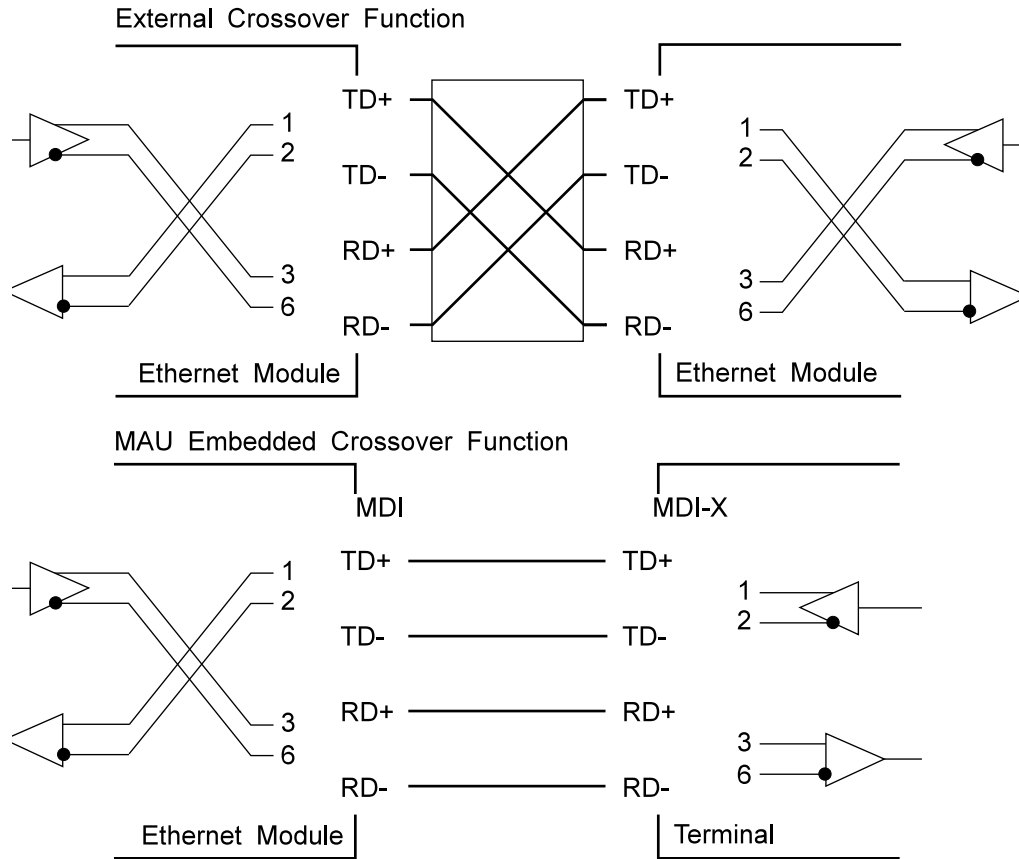 External Crossover Function
TD+ TD+
1 1
2 2
TD- TD-
RD+ RD+
3 3
6 6
RD- RD-
Ethernet Module Ethernet Module
MAU Embedded Crossover Function
MDI MDI-X
TD+ TD+
1 1
2 2
TD- TD-
RD+ RD+
3 3
6 6
RD- RD-
Ethernet Module Terminal